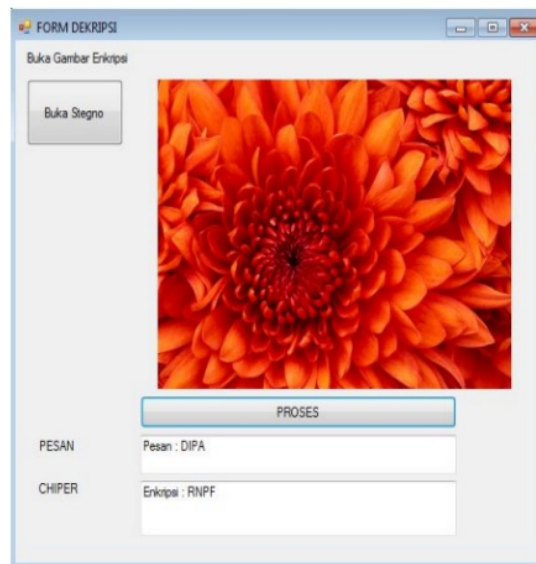 FORM DEKRIPSI
Buka Gambar Enkripsi
Buka Stegno
PROSES
PESAN
Pesan : DIPA
CHIPER
Enkripsi : RNPF